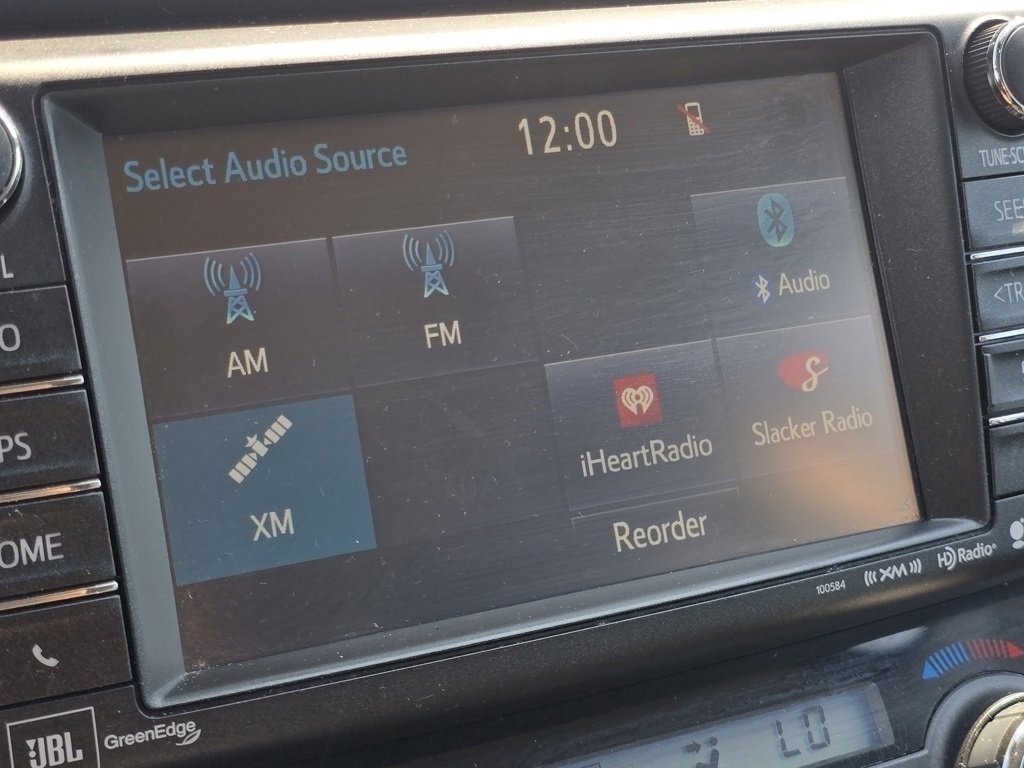 Select Audio Source
12:00
AM
FM
Audio
XM
iHeartRadio
Slacker Radio
Reorder
TUNE·SC
SEE
<TR
L
O
PS
OME
100584
((XM))
HD Radio
JBL
GreenEdge
LO